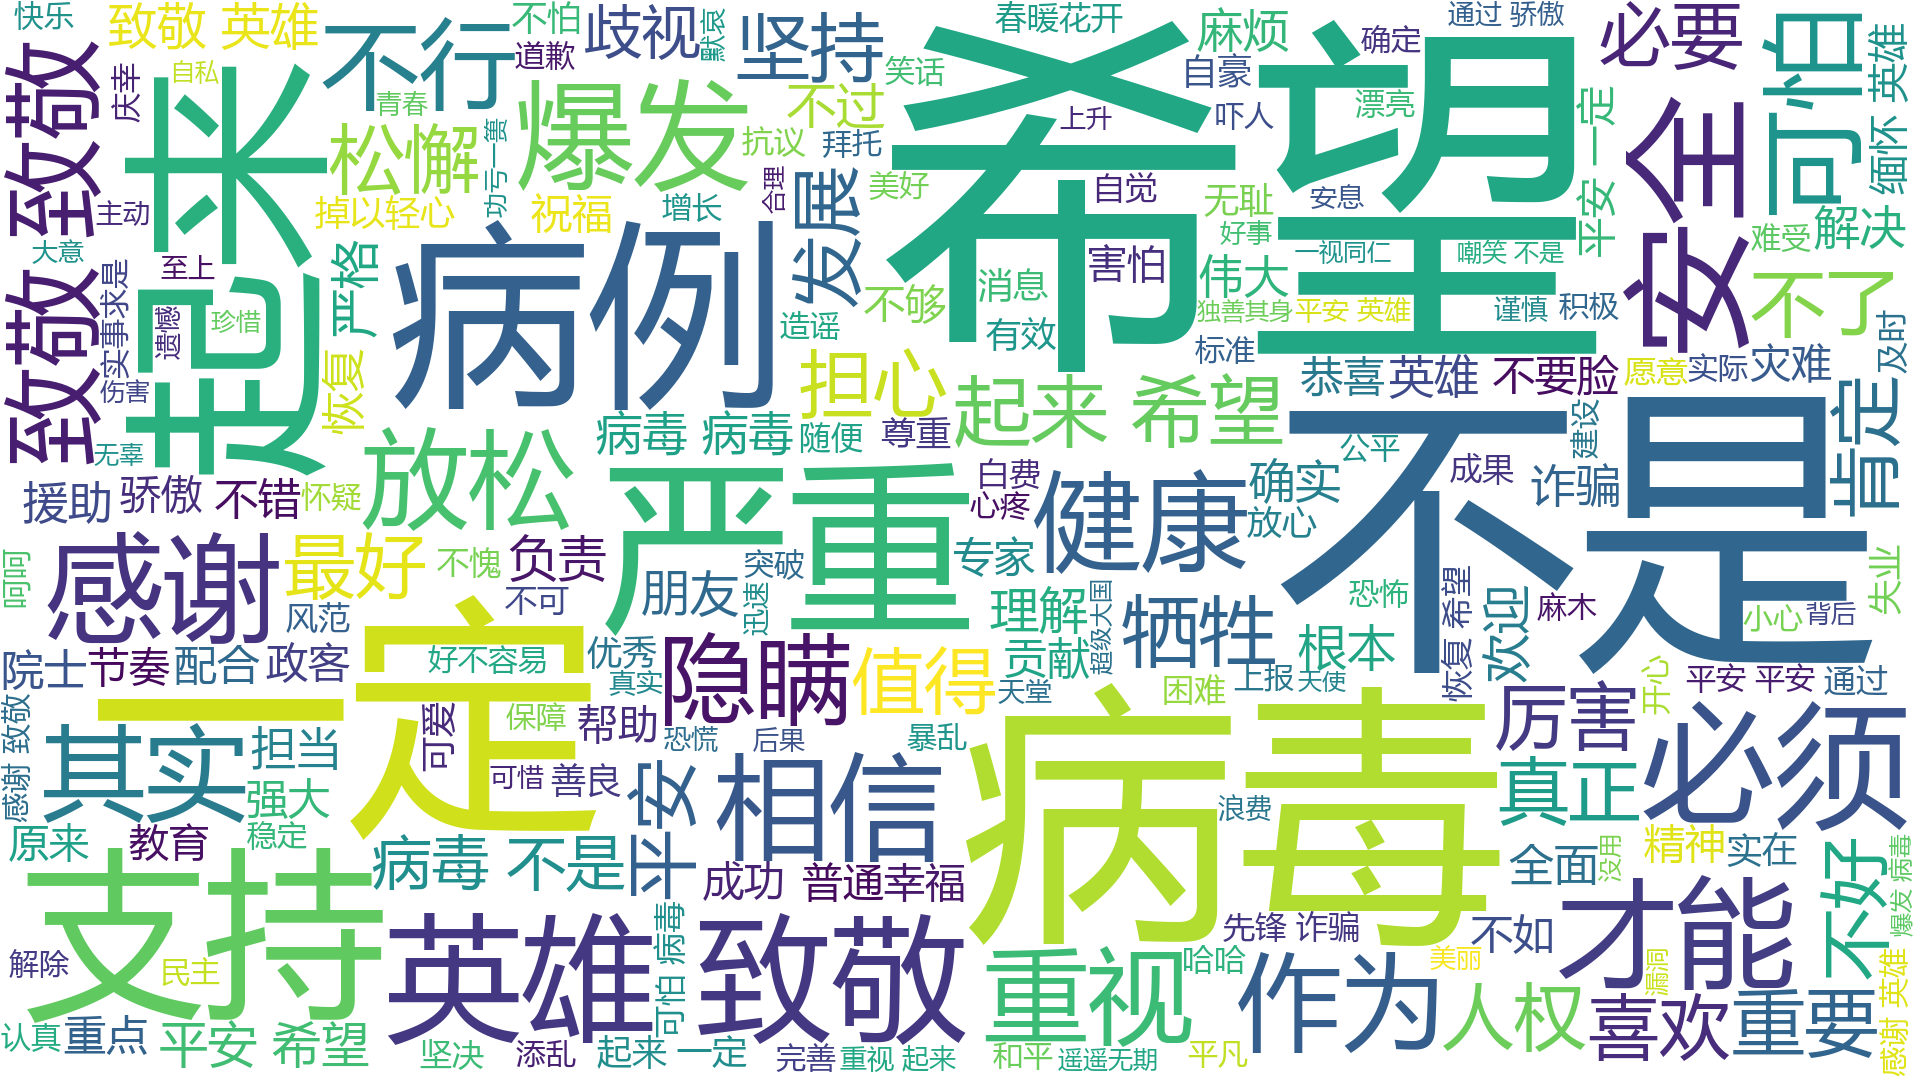 快乐
致敬 英雄
不行
不怕
道歉
歧视
默哀
坚持
春暖花开
麻烦
确定
通过 骄傲
必要
可怕
英雄
致敬 致敬
庆幸
自私
起来
青春
松懈
功亏一篑
爆发
不过
抗议
拜托
笑话
希望
上升
自豪
吓人
漂亮
平安 一定
安全
缅怀
主动
掉以轻心
祝福
增长
合理
发展
美好
自觉
无耻
好事
安息
一视同仁
嘲笑 不是
难受
解决
大意
至上
严格
病例
不够
消息
害怕
伟大
独善其身
平安 英雄
谨慎
积极
不了
致敬 致敬
实事求是
遗憾
珍惜
造谣
有效
标准
及时
伤害
恢复
担心
起来 希望
恭喜
英雄
不要脸
愿意
实际
灾难
无辜
放松
病毒 病毒
随便
尊重
不是
公平
建设
肯定
援助
骄傲
不错
怀疑
严重
白费
心疼
健康
确实
放心
成果
诈骗
呵呵
感谢
最好
不愧
负责
突破
专家
恐怖
恢复 希望
麻木
小心
背后
失业
风范
不可
朋友
迅速
理解
超级大国
牺牲
根本
欢迎
院士
节奏
配合
政客
好不容易
优秀
真实
隐瞒
值得
天堂
贡献
困难
上报
天使
开心
平安 平安
通过
感谢 致敬
一定
保障
可爱
帮助
恐慌
后果
暴乱
病毒
厉害
必须
其实
担当
可惜
善良
平安
相信
浪费
真正
强大
原来
教育
稳定
病毒 不是
成功
普通幸福
全面
没用
精神
实在
不好
爆发 病毒
支持
解除
民主
英雄
可怕 病毒
致敬
重视
哈哈
先锋 诈骗
作为
美丽
不如
才能
漏洞
感谢 英雄
认真
重点
平安 希望
坚决
添乱
起来 一定
完善
重视 起来
和平
遥遥无期
平凡
人权
喜欢
重要